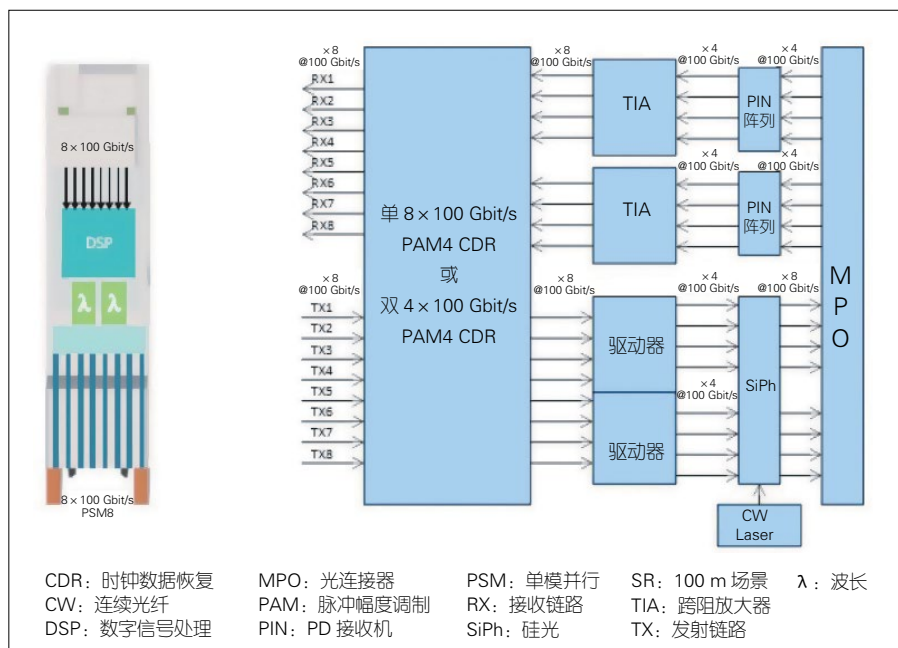 8×100 Gbit/s
DSP
λ λ
8×100 Gbit/s
PSM8
×8
@100 Gbit/s
RX1
RX2
RX3
RX4
RX5
RX6
RX7
RX8
×8
@100 Gbit/s
TX1
TX2
TX3
TX4
TX5
TX6
TX7
TX8
单 8×100 Gbit/s
PAM4 CDR
或
双 4×100 Gbit/s
PAM4 CDR
×8
@100 Gbit/s
TIA
×4
@100 Gbit/s
PIN
阵列
×4
@100 Gbit/s
TIA
×4
@100 Gbit/s
PIN
阵列
×4
@100 Gbit/s
×8
@100 Gbit/s
驱动器
×4
@100 Gbit/s
驱动器
×4
@100 Gbit/s
SiPh
×8
@100 Gbit/s
CW
Laser
M
P
O
CDR：时钟数据恢复 MPO：光连接器 PSM：单模并行 SR：100 m 场景 λ：波长
CW：连续光纤 PAM：脉冲幅度调制 RX：接收链路 TIA：跨阻放大器
DSP：数字信号处理 PIN：PD 接收机 SiPh：硅光 TX：发射链路